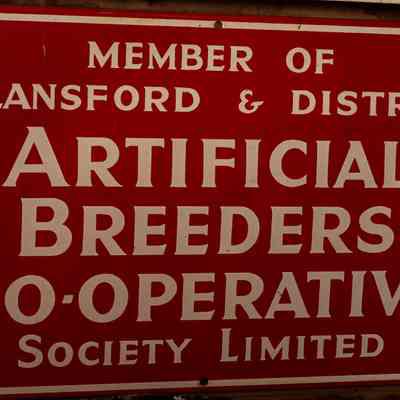 MEMBER OF
LANSFORD & DISTR
ARTIFICIAL
BREEDERS
O-OPERATIV
SOCIETY LIMITED